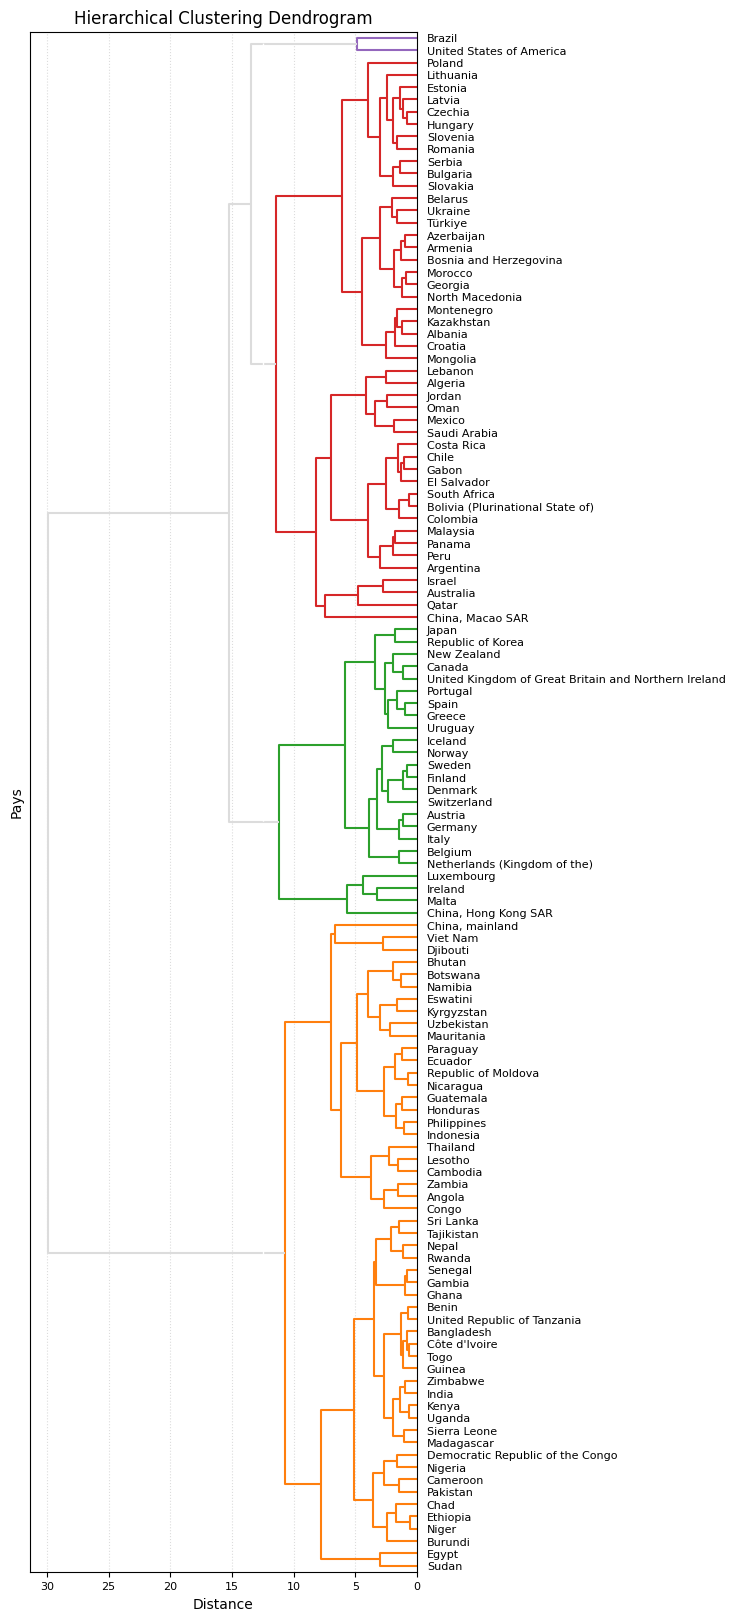 Hierarchical Clustering Dendrogram
Brazil
United States of America
Poland
Lithuania
Estonia
Latvia
Czechia
Hungary
Slovenia
Romania
Serbia
Bulgaria
Slovakia
Belarus
Ukraine
Türkiye
Azerbaijan
Armenia
Bosnia and Herzegovina
Morocco
Georgia
North Macedonia
Montenegro
Kazakhstan
Albania
Croatia
Mongolia
Lebanon
Algeria
Jordan
Oman
Mexico
Saudi Arabia
Costa Rica
Chile
Gabon
El Salvador
South Africa
Bolivia (Plurinational State of)
Colombia
Malaysia
Panama
Peru
Argentina
Israel
Australia
Qatar
China, Macao SAR
Japan
Republic of Korea
New Zealand
Canada
United Kingdom of Great Britain and Northern Ireland
Portugal
Spain
Greece
Uruguay
Iceland
Norway
Sweden
Finland
Denmark
Switzerland
Austria
Germany
Italy
Belgium
Netherlands (Kingdom of the)
Luxembourg
Ireland
Malta
China, Hong Kong SAR
China, mainland
Viet Nam
Djibouti
Bhutan
Botswana
Namibia
Eswatini
Kyrgyzstan
Uzbekistan
Mauritania
Paraguay
Ecuador
Republic of Moldova
Nicaragua
Guatemala
Honduras
Philippines
Indonesia
Thailand
Lesotho
Cambodia
Zambia
Angola
Congo
Sri Lanka
Tajikistan
Nepal
Rwanda
Senegal
Gambia
Ghana
Benin
United Republic of Tanzania
Bangladesh
Côte d'Ivoire
Togo
Guinea
Zimbabwe
India
Kenya
Uganda
Sierra Leone
Madagascar
Democratic Republic of the Congo
Nigeria
Cameroon
Pakistan
Chad
Ethiopia
Niger
Burundi
Egypt
Sudan
Pays
30 25 20 15 10 5 0
Distance